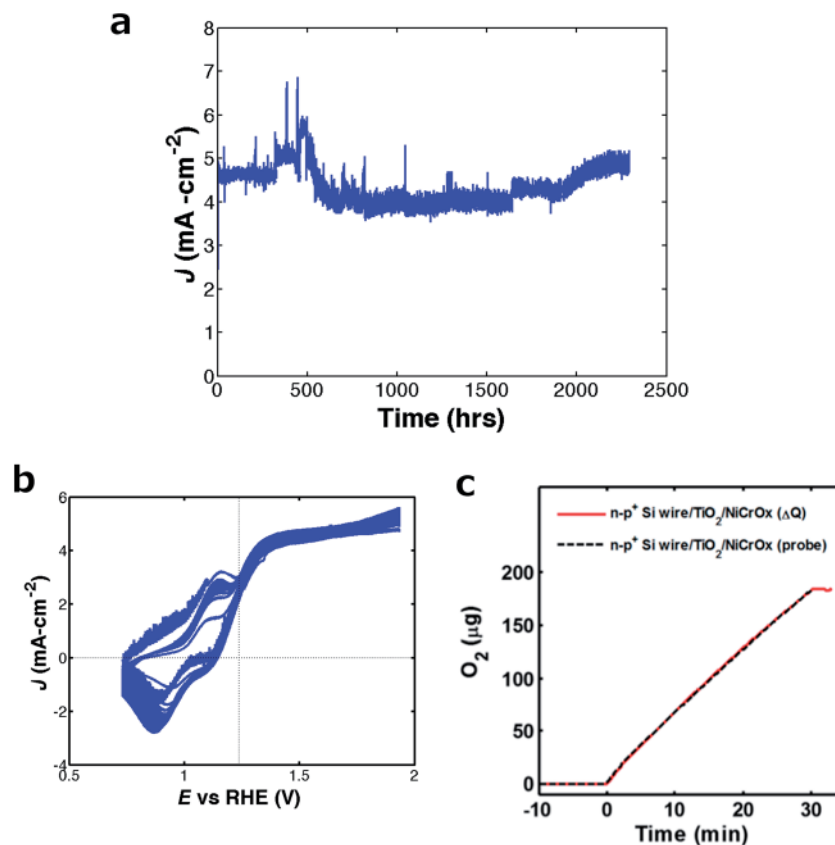 a
8
7
6
5
4
3
2
1
0
J (mA -cm⁻²)
0 500 1000 1500 2000 2500
Time (hrs)
b
6
4
2
0
-2
-4
J (mA-cm⁻²)
0.5 1 1.5 2
E vs RHE (V)
c
n-p⁺ Si wire/TiO₂/NiCrOx (ΔQ)
n-p⁺ Si wire/TiO₂/NiCrOx (probe)
200
150
100
50
0
O₂ (µg)
-10 0 10 20 30
Time (min)